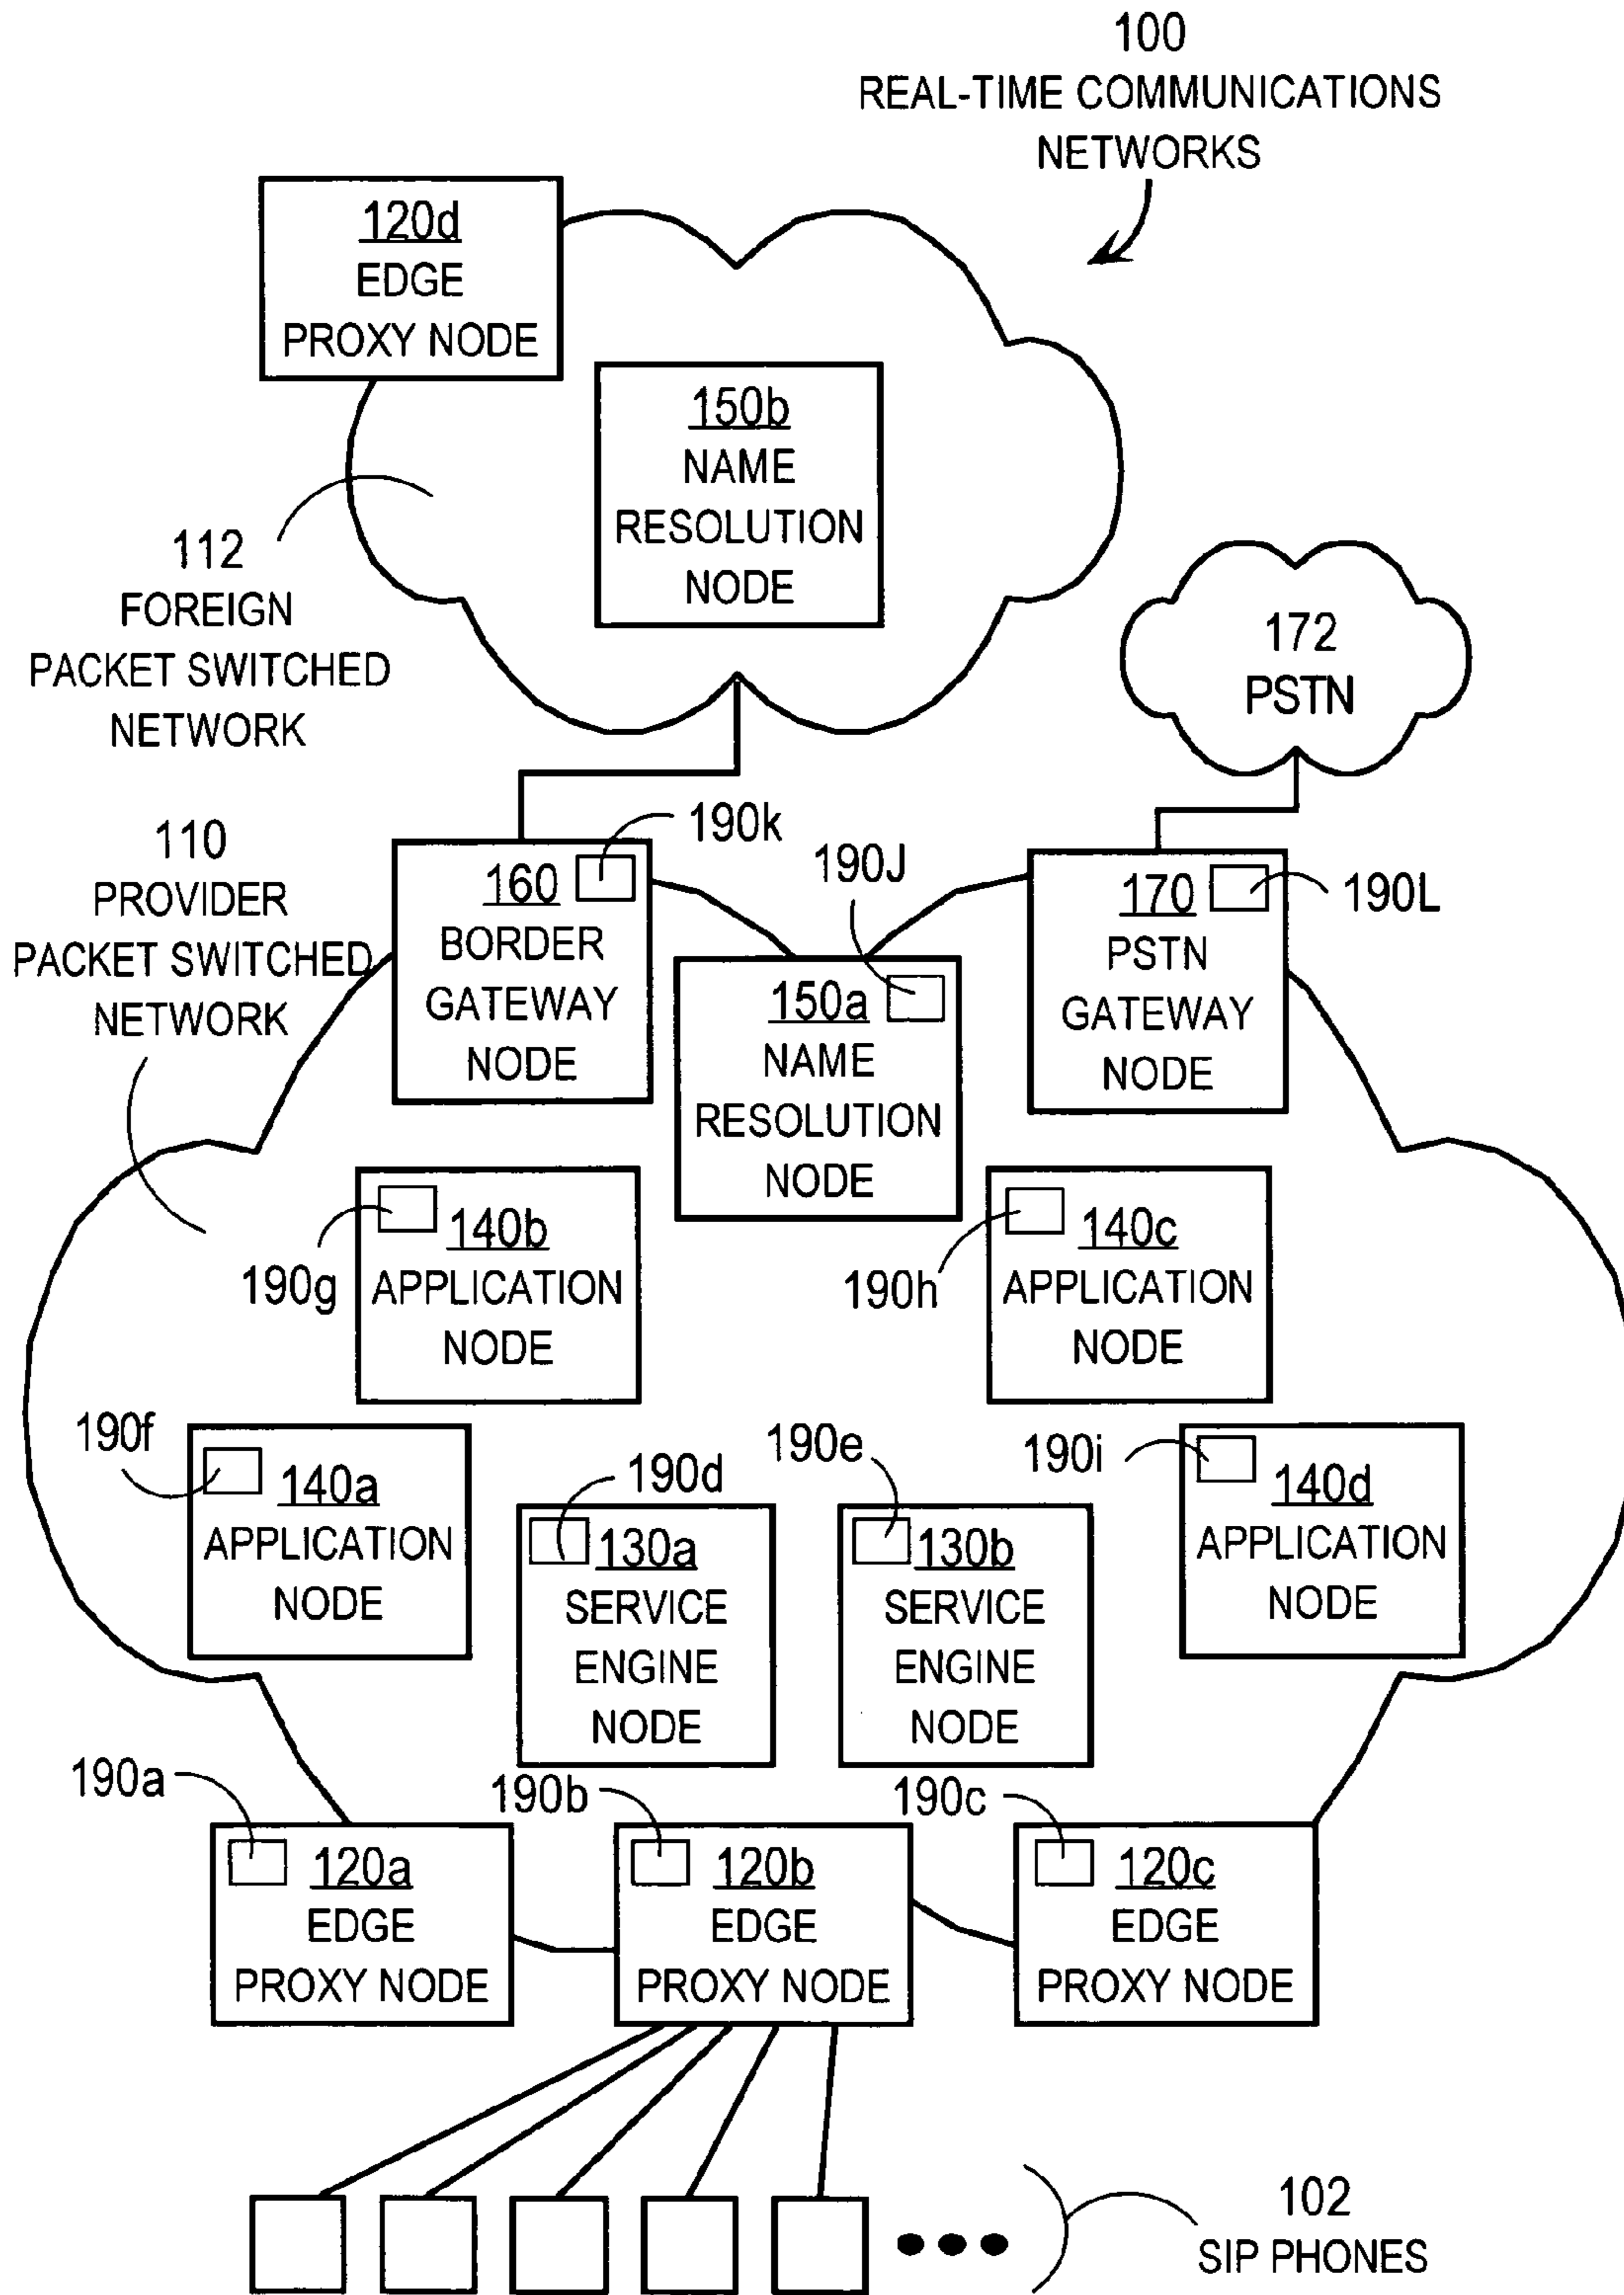 100
REAL-TIME COMMUNICATIONS
NETWORKS
120d
EDGE
PROXY NODE
150b
NAME
RESOLUTION
NODE
112
FOREIGN
PACKET SWITCHED
NETWORK
172
PSTN
110
PROVIDER
PACKET SWITCHED
NETWORK
160
BORDER
GATEWAY
NODE
190k
190J
150a
NAME
RESOLUTION
NODE
170
PSTN
GATEWAY
NODE
190L
140b
APPLICATION
NODE
190g
140c
APPLICATION
NODE
190h
190f
140a
APPLICATION
NODE
190d
130a
SERVICE
ENGINE
NODE
190e
130b
SERVICE
ENGINE
NODE
190i
140d
APPLICATION
NODE
190a
120a
EDGE
PROXY NODE
190b
120b
EDGE
PROXY NODE
190c
120c
EDGE
PROXY NODE
102
SIP PHONES